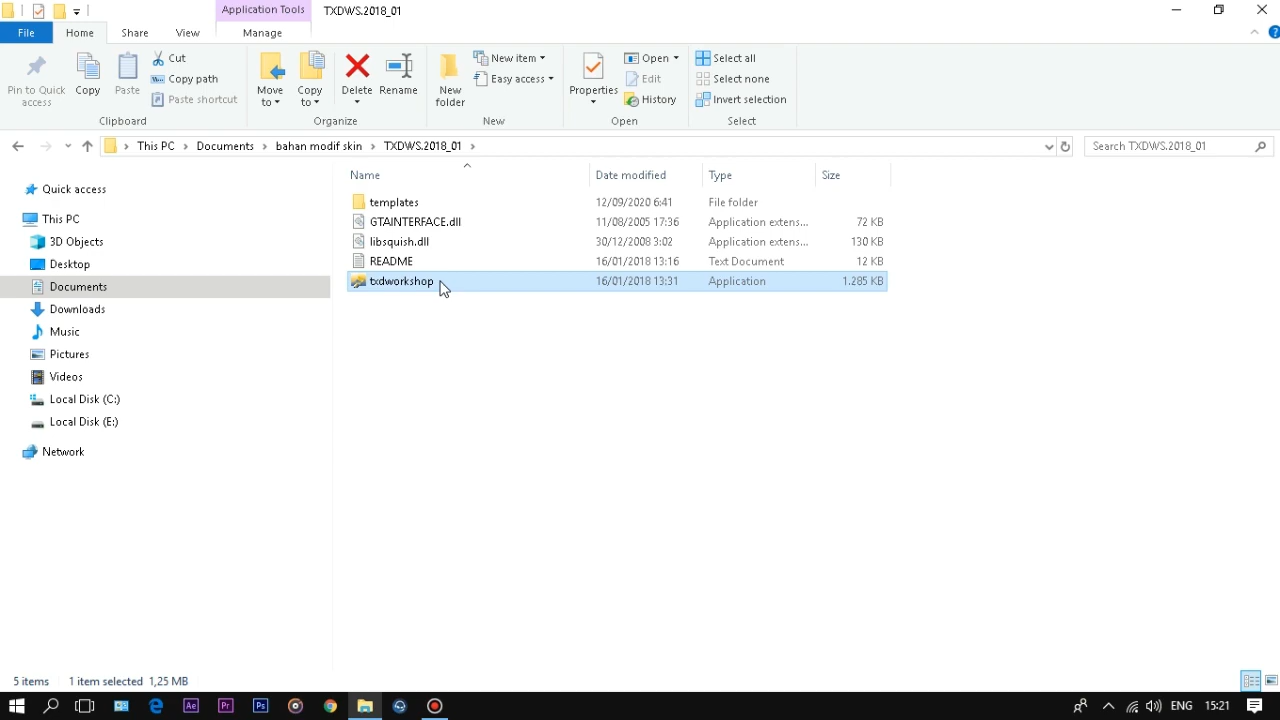 Application Tools
TXDWS.2018_01
File
Home
Share
View
Manage
Pin to Quick access
Copy
Paste
Cut
Copy path
Paste shortcut
Clipboard
Move to
Copy to
Delete
Rename
Organize
New folder
New item
Easy access
New
Properties
Open
Edit
History
Open
Select all
Select none
Invert selection
Select
This PC
Documents
bahan modif skin
TXDWS.2018_01
Search TXDWS.2018_01
Name
Date modified
Type
Size
Quick access
This PC
3D Objects
Desktop
Documents
Downloads
Music
Pictures
Videos
Local Disk (C:)
Local Disk (E:)
Network
templates 12/09/2020 6:41 File folder
GTAINTERFACE.dll 11/08/2005 17:36 Application extens... 72 KB
libsquish.dll 30/12/2008 3:02 Application extens... 130 KB
README 16/01/2018 13:16 Text Document 12 KB
txdworkshop 16/01/2018 13:31 Application 1.285 KB
5 items 1 item selected 1,25 MB
Ae
Pr
Ps
ENG
15:21